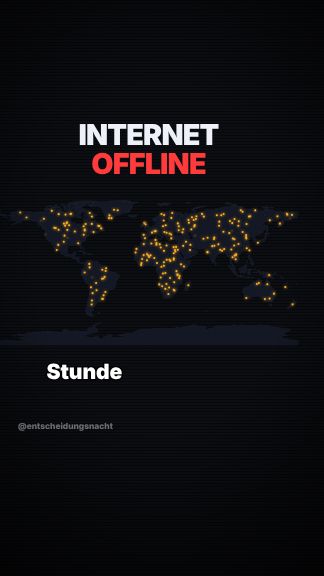 INTERNET
OFFLINE
Stunde
@entscheidungsnacht